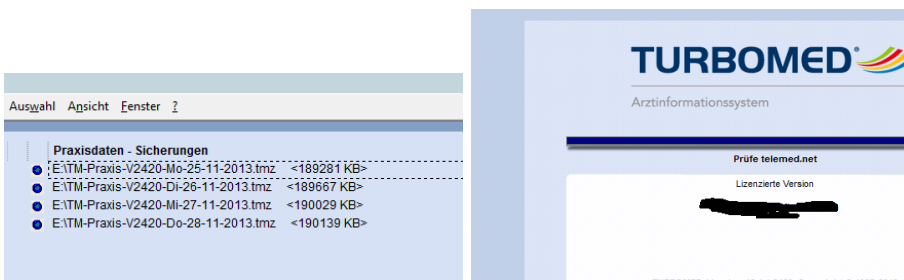 Auswahl Ansicht Fenster ?
Praxisdaten - Sicherungen
E:\TM-Praxis-V2420-Mo-25-11-2013.tmz <189281 KB>
E:\TM-Praxis-V2420-Di-26-11-2013.tmz <189667 KB>
E:\TM-Praxis-V2420-Mi-27-11-2013.tmz <190029 KB>
E:\TM-Praxis-V2420-Do-28-11-2013.tmz <190139 KB>
TURBOMED
Arztinformationssystem
Prüfe telemed.net
Lizenzierte Version